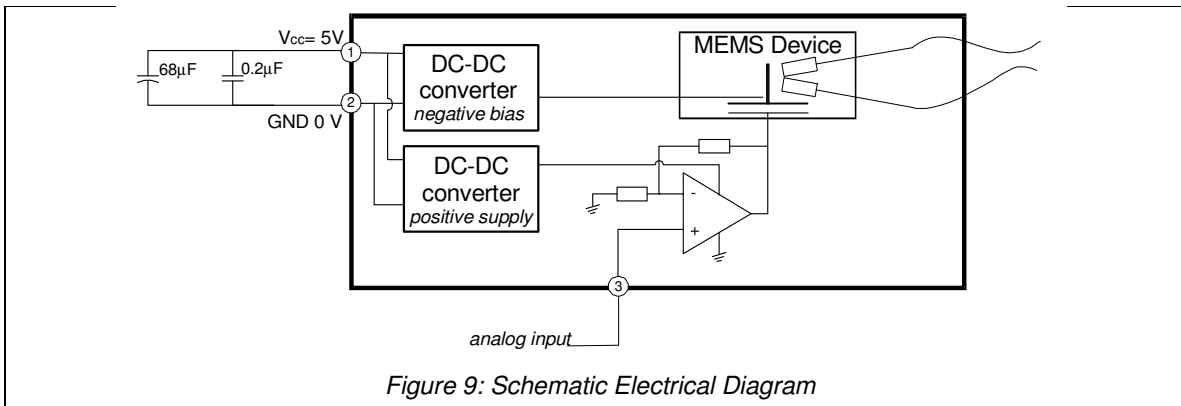 Vcc= 5V
1
68µF
0.2µF
2
GND 0 V
DC-DC
converter
negative bias
DC-DC
converter
positive supply
MEMS Device
-
+
3
analog input
Figure 9: Schematic Electrical Diagram